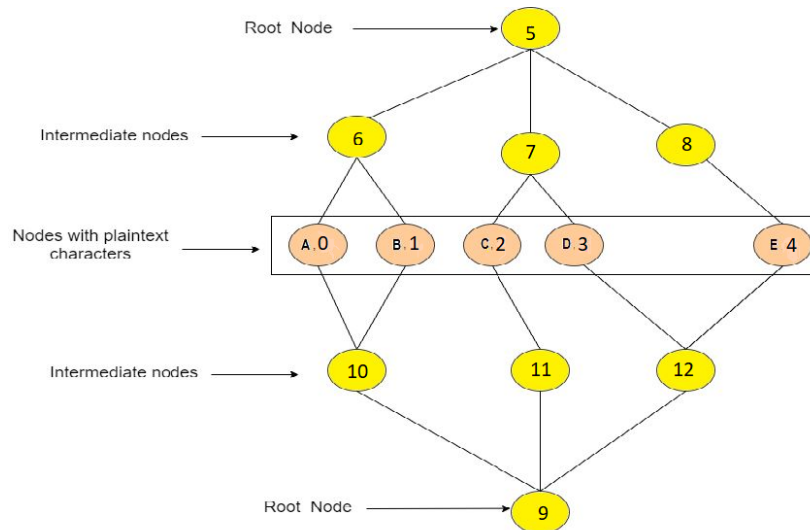 Root Node
5
Intermediate nodes
6
7
8
Nodes with plaintext
characters
A.0
B.1
C.2
D.3
E 4
Intermediate nodes
10
11
12
Root Node
9